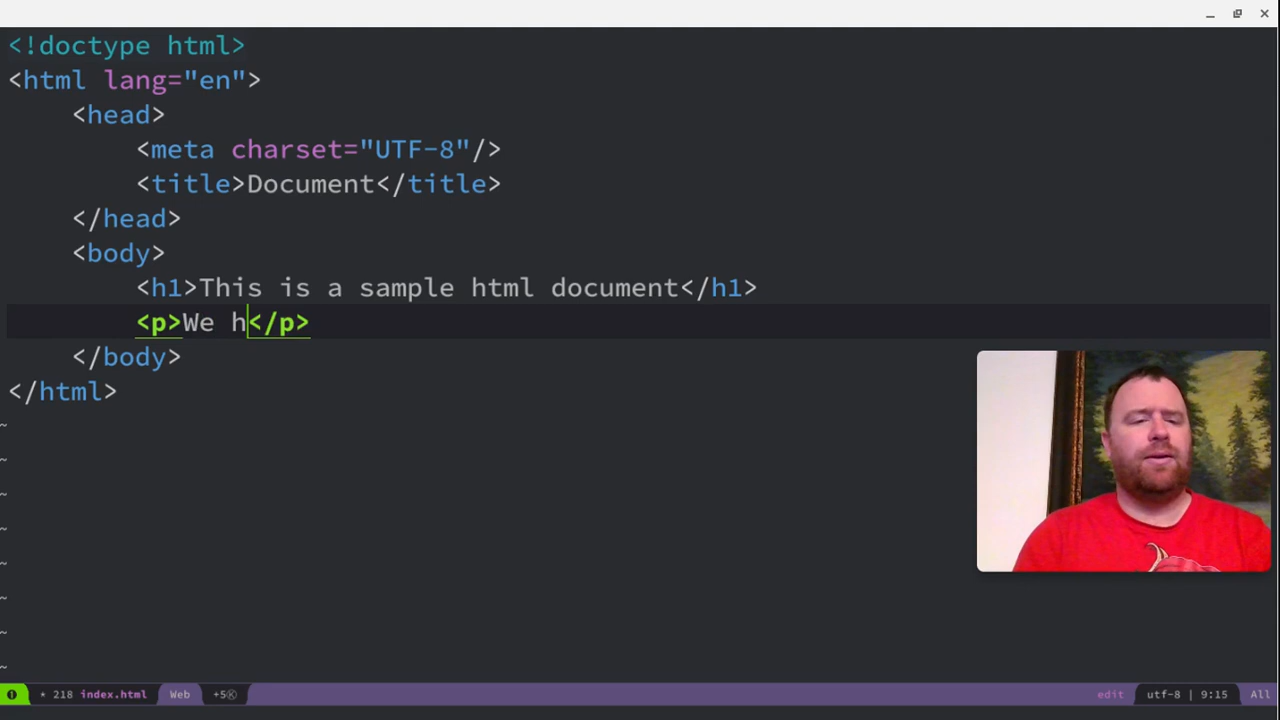 <!doctype html>
<html lang="en">
<head>
<meta charset="UTF-8"/>
<title>Document</title>
</head>
<body>
<h1>This is a sample html document</h1>
<p>We h</p>
</body>
</html>
~
~
~
~
~
~
~
~
* 218 index.html Web +5Ⓚ edit utf-8 | 9:15 All